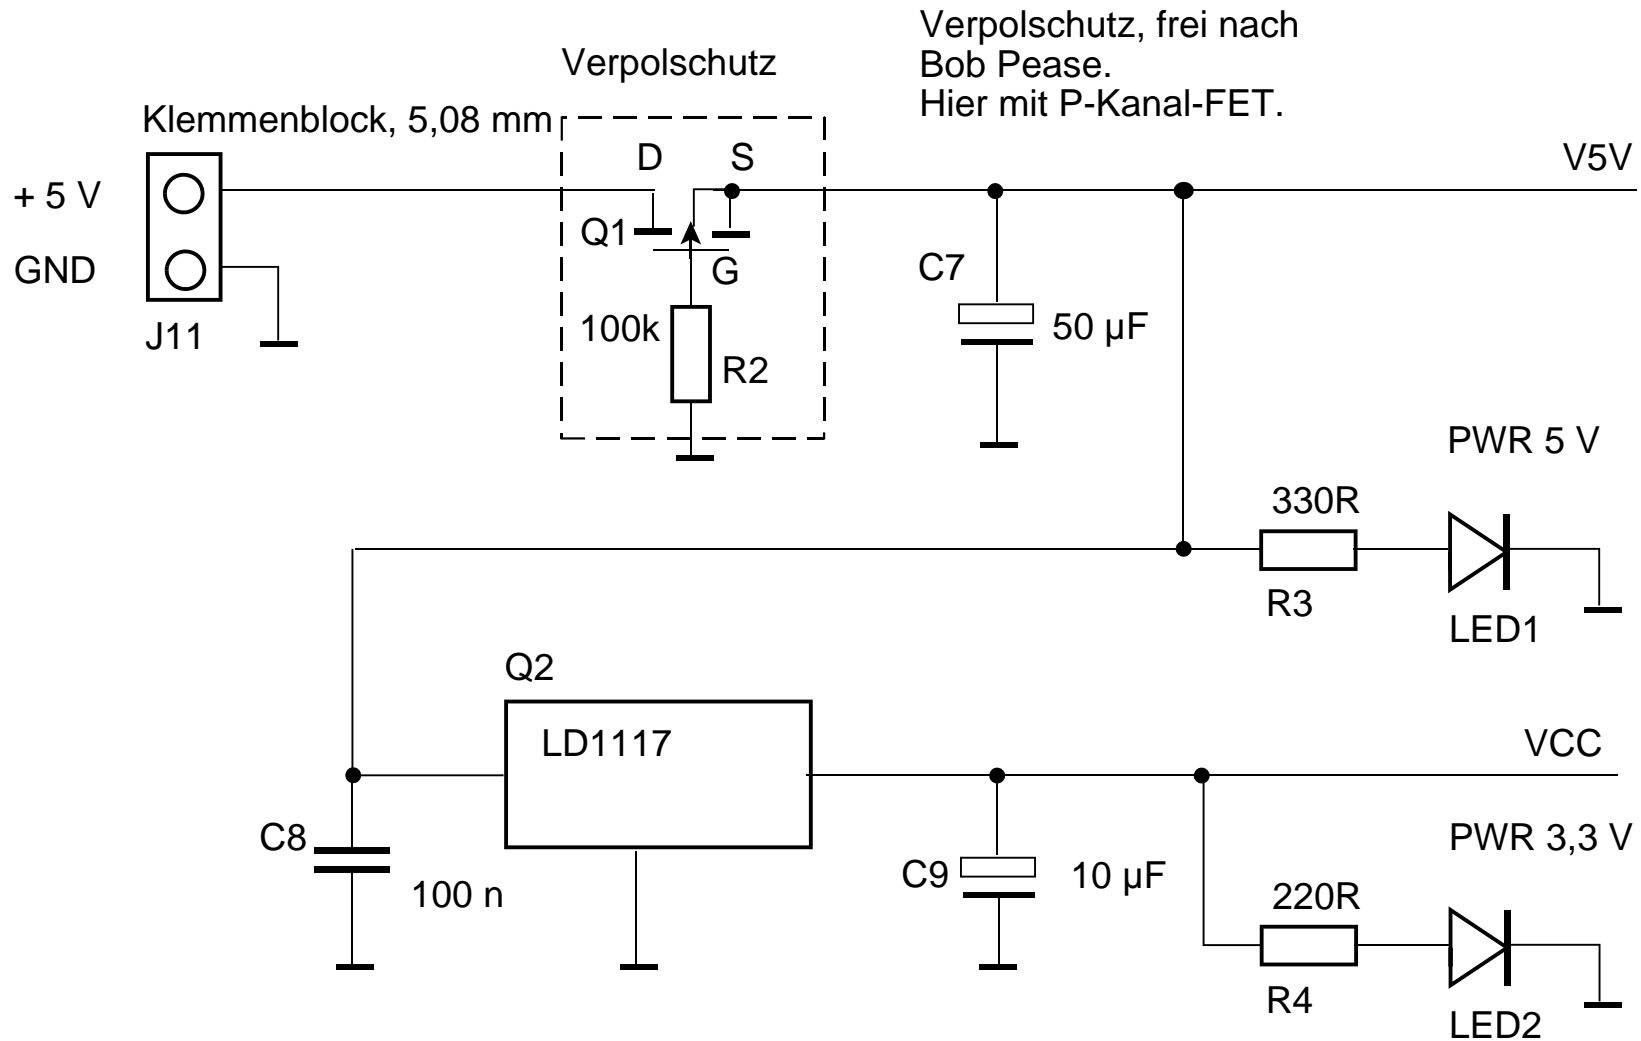 Verpolschutz, frei nach
Bob Pease.
Hier mit P-Kanal-FET.
Verpolschutz
Klemmenblock, 5,08 mm
D
S
V5V
+ 5 V
Q1
GND
G
C7
J11
100k
50 µF
R2
PWR 5 V
330R
R3
LED1
Q2
LD1117
VCC
C8
PWR 3,3 V
100 n
C9
10 µF
220R
R4
LED2